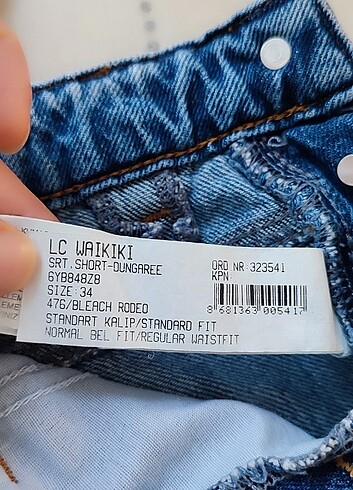 LC WAIKIKI
SRT.SHORT-DUNGAREE
6Y8848Z8
SIZE:34
476/BLEACH RODEO
STANDART KALIP/STANDARD FIT
NORMAL BEL FIT/REGULAR WAISTFIT
ORD NR:323541
KPN:
8 681363 005417